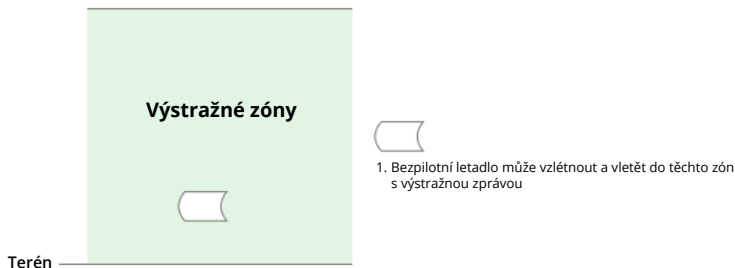 Výstražné zóny
1. Bezpilotní letadlo může vzlétnout a vletět do těchto zón
s výstražnou zprávou
Terén